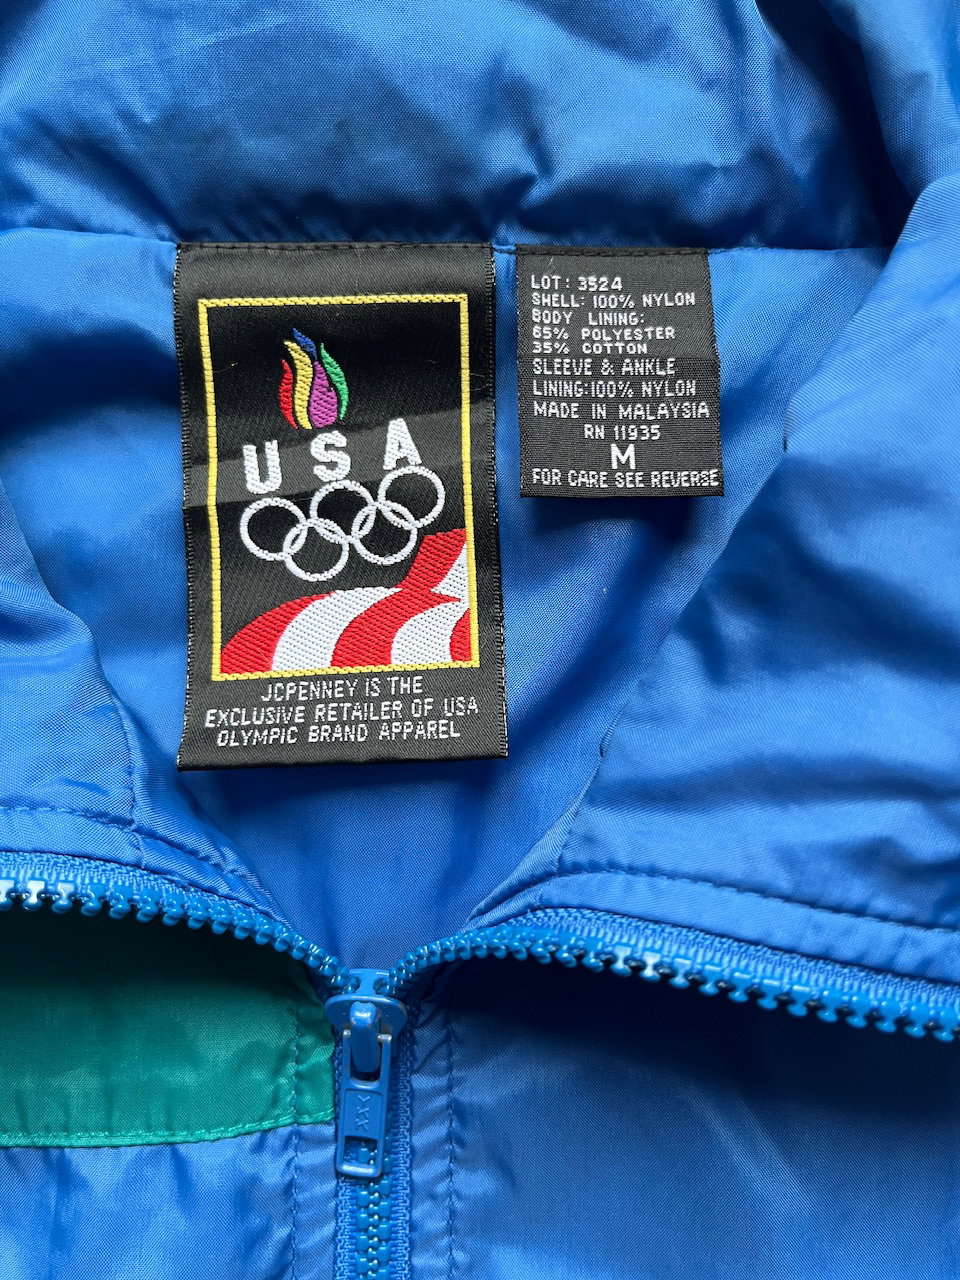 USA
JCPENNEY IS THE
EXCLUSIVE RETAILER OF USA
OLYMPIC BRAND APPAREL
LOT: 3524
SHELL: 100% NYLON
BODY LINING:
65% POLYESTER
35% COTTON
SLEEVE & ANKLE
LINING:100% NYLON
MADE IN MALAYSIA
RN 11935
M
FOR CARE SEE REVERSE
XXY